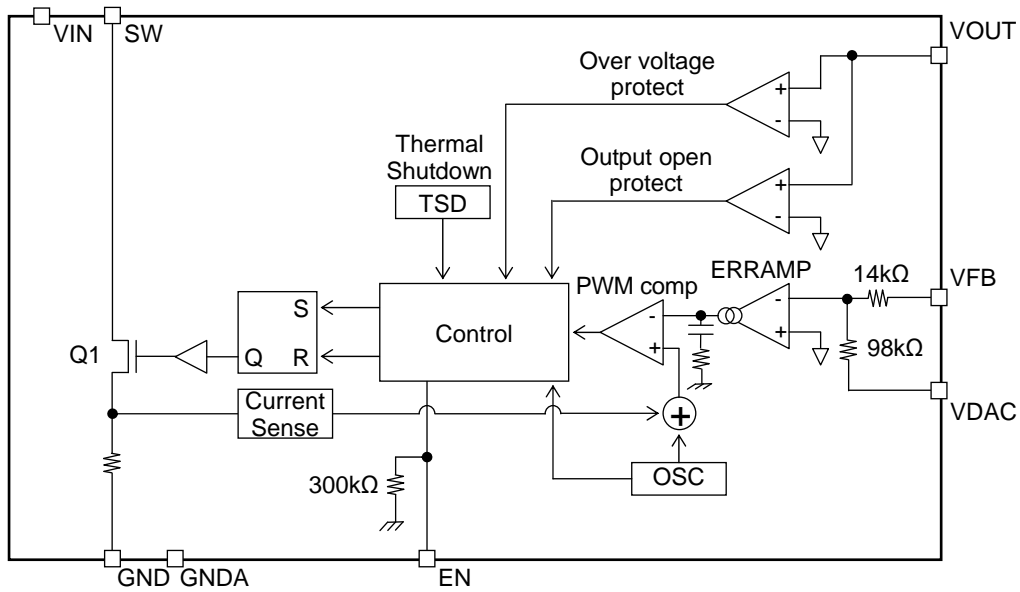 VIN
SW
VOUT
Over voltage
protect
+
-
Thermal
Shutdown
TSD
Output open
protect
+
-
ERRAMP
14kΩ
VFB
PWM comp
-
+
-
+
98kΩ
VDAC
S
Q
R
Control
Q1
Current
Sense
+
300kΩ
OSC
GND
GNDA
EN